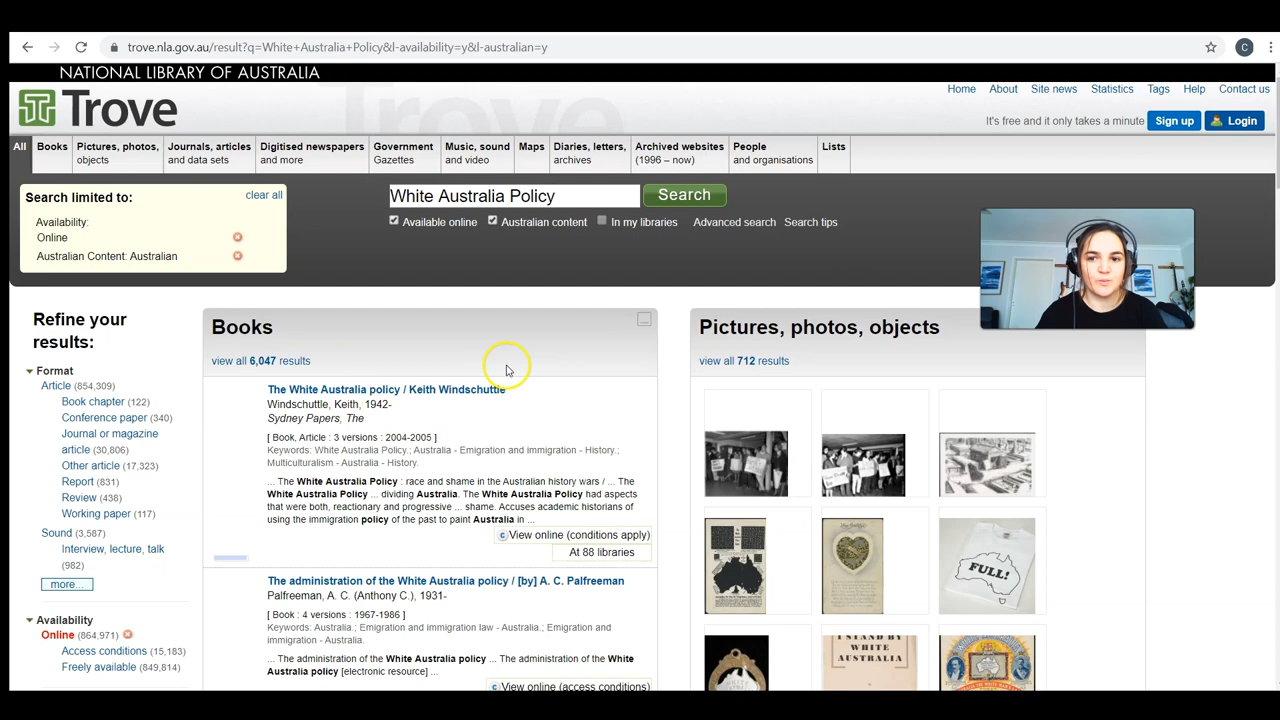 trove.nla.gov.au/result?q=White+Australia+Policy&l-availability=y&l-australian=y
C
NATIONAL LIBRARY OF AUSTRALIA
Trove
Home About Site news Statistics Tags Help Contact us
It's free and it only takes a minute Sign up Login
All
Books
Pictures, photos,
objects
Journals, articles
and data sets
Digitised newspapers
and more
Government
Gazettes
Music, sound
and video
Maps
Diaries, letters,
archives
Archived websites
(1996 – now)
People
and organisations
Lists
Search limited to:
clear all
Availability:
Online
Australian Content: Australian
White Australia Policy
Search
Available online Australian content In my libraries Advanced search Search tips
Refine your
results:
Format
Article (854,309)
Book chapter (122)
Conference paper (340)
Journal or magazine
article (30,806)
Other article (17,323)
Report (831)
Review (438)
Working paper (117)
Sound (3,587)
Interview, lecture, talk
(982)
more...
Availability
Online (864,971)
Access conditions (15,183)
Freely available (849,814)
Books
view all 6,047 results
The White Australia policy / Keith Windschuttle
Windschuttle, Keith, 1942-
Sydney Papers, The
[ Book, Article : 3 versions : 2004-2005 ]
Keywords: White Australia Policy.; Australia - Emigration and immigration - History.;
Multiculturalism - Australia - History.
... The White Australia Policy : race and shame in the Australian history wars / ... The
White Australia Policy ... dividing Australia. The White Australia Policy had aspects
that were both, reactionary and progressive ... shame. Accuses academic historians of
using the immigration policy of the past to paint Australia in ...
View online (conditions apply)
At 88 libraries
The administration of the White Australia policy / [by] A. C. Palfreeman
Palfreeman, A. C. (Anthony C.), 1931-
[ Book : 4 versions : 1967-1986 ]
Keywords: Australia.; Emigration and immigration law - Australia.; Emigration and
immigration - Australia.
... The administration of the White Australia policy ... The administration of the White
Australia policy [electronic resource] ...
View online (access conditions)
Pictures, photos, objects
view all 712 results
FULL!
I STAND BY
WHITE
AUSTRALIA